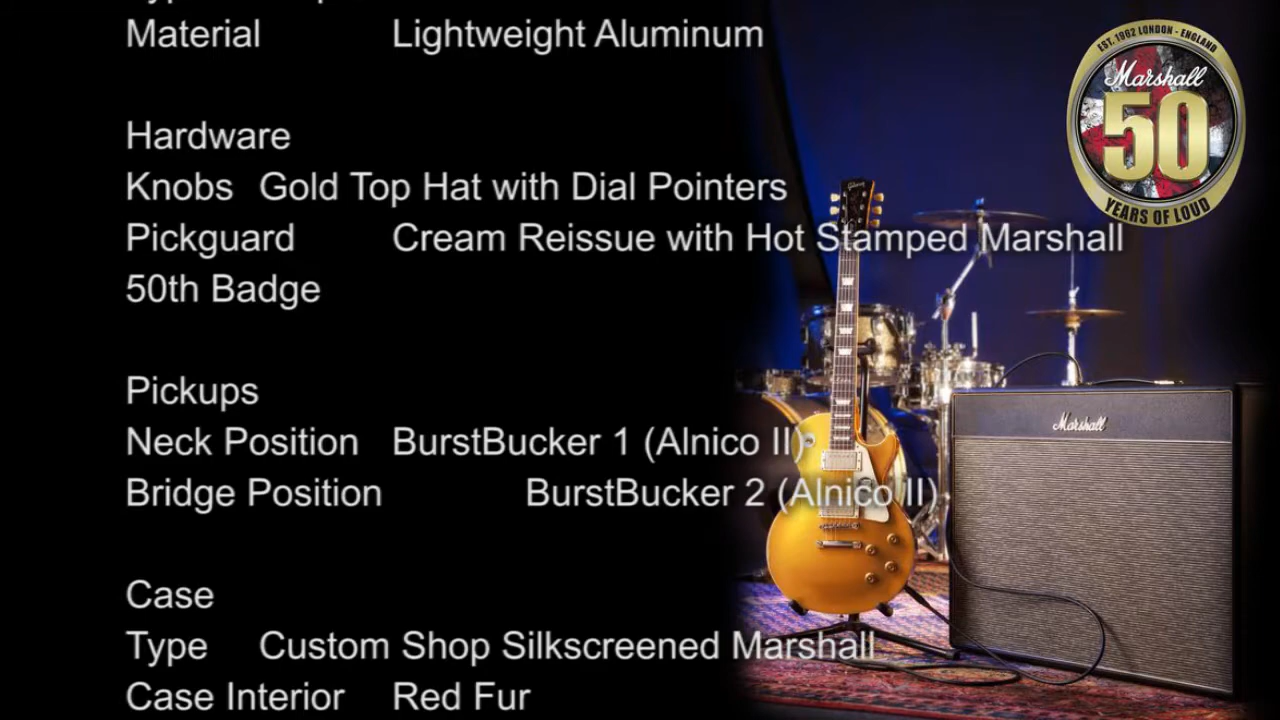 Material Lightweight Aluminum
EST. 1962 LONDON - ENGLAND
Marshall
50
YEARS OF LOUD
Hardware
Knobs Gold Top Hat with Dial Pointers
Pickguard Cream Reissue with Hot Stamped Marshall
50th Badge
Gibson
Pickups
Marshall
Neck Position BurstBucker 1 (Alnico II)
Bridge Position BurstBucker 2 (Alnico II)
Case
Type Custom Shop Silkscreened Marshall
Case Interior Red Fur